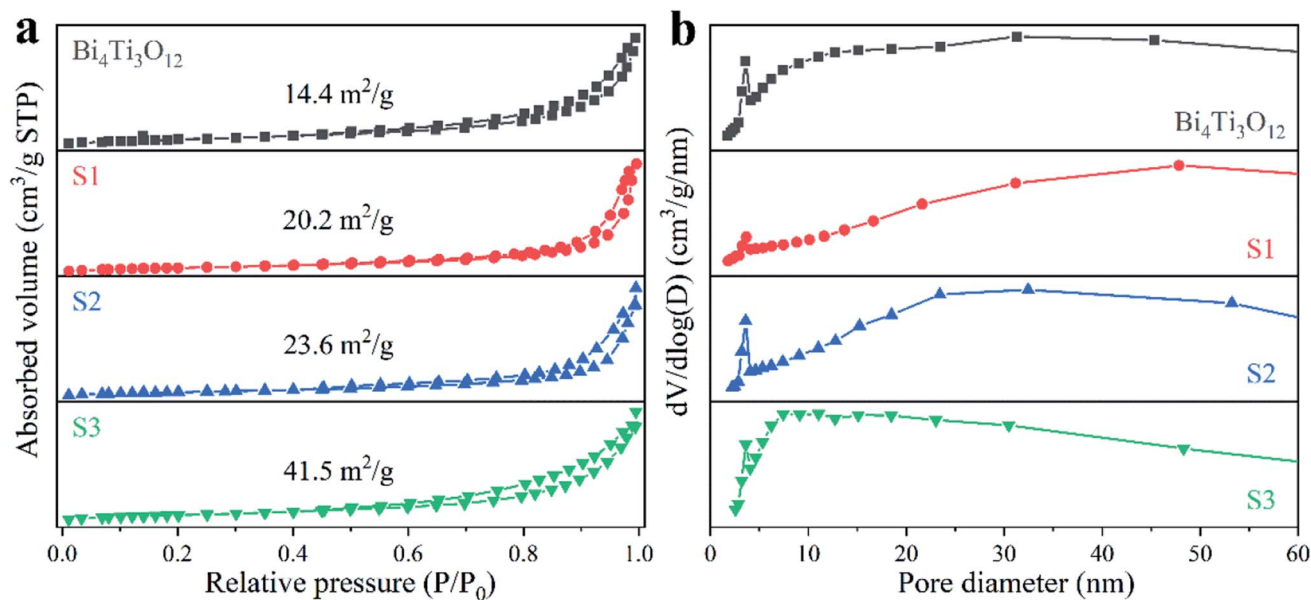 a
Bi₄Ti₃O₁₂
14.4 m²/g
S1
20.2 m²/g
S2
23.6 m²/g
S3
41.5 m²/g
Absorbed volume (cm³/g STP)
0.0 0.2 0.4 0.6 0.8 1.0
Relative pressure (P/P₀)
b
Bi₄Ti₃O₁₂
S1
S2
S3
dV/dlog(D) (cm³/g/nm)
0 10 20 30 40 50 60
Pore diameter (nm)